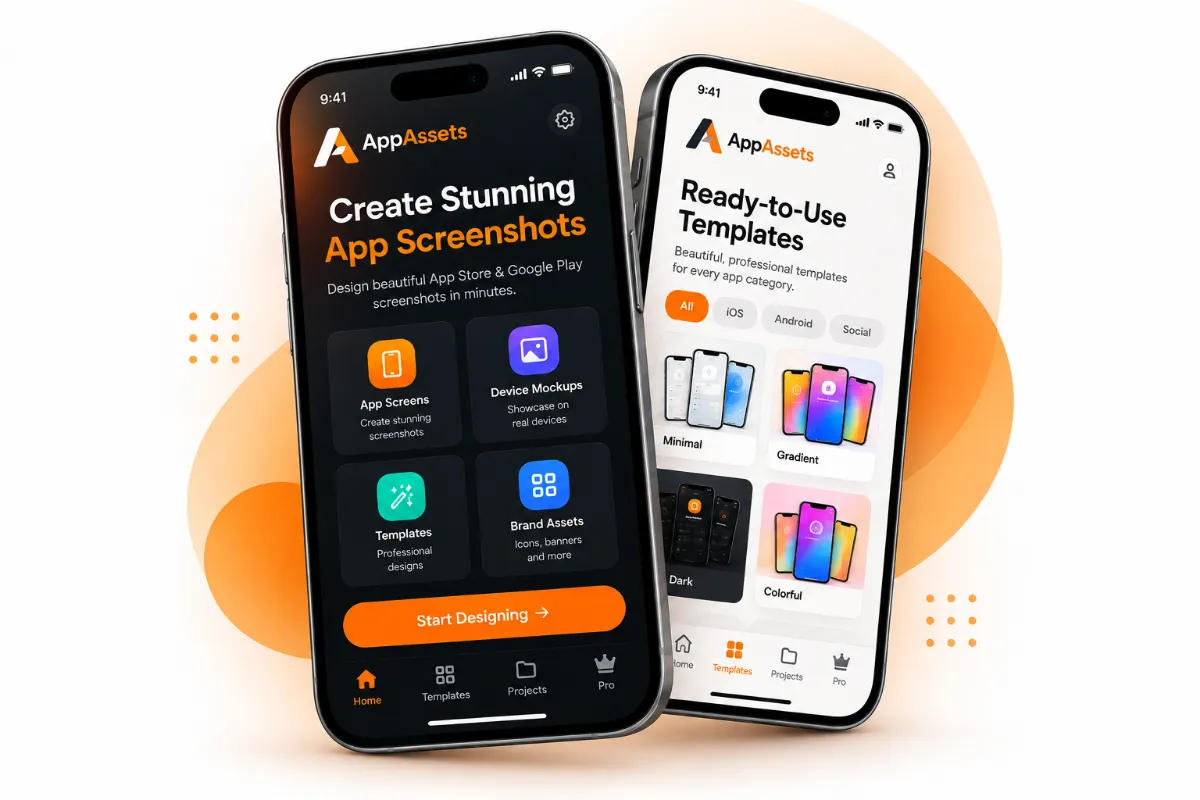 9:41
AppAssets
Create Stunning
App Screenshots
Design beautiful App Store & Google Play
screenshots in minutes.
App Screens
Create stunning
screenshots
Device Mockups
Showcase on
real devices
Templates
Professional
designs
Brand Assets
Icons, banners
and more
Start Designing →
Home
Templates
Projects
Pro
9:41
AppAssets
Ready-to-Use
Templates
Beautiful, professional templates
for every app category.
All
iOS
Android
Social
Minimal
Gradient
Dark
Colorful
Home
Templates
Projects
Pro